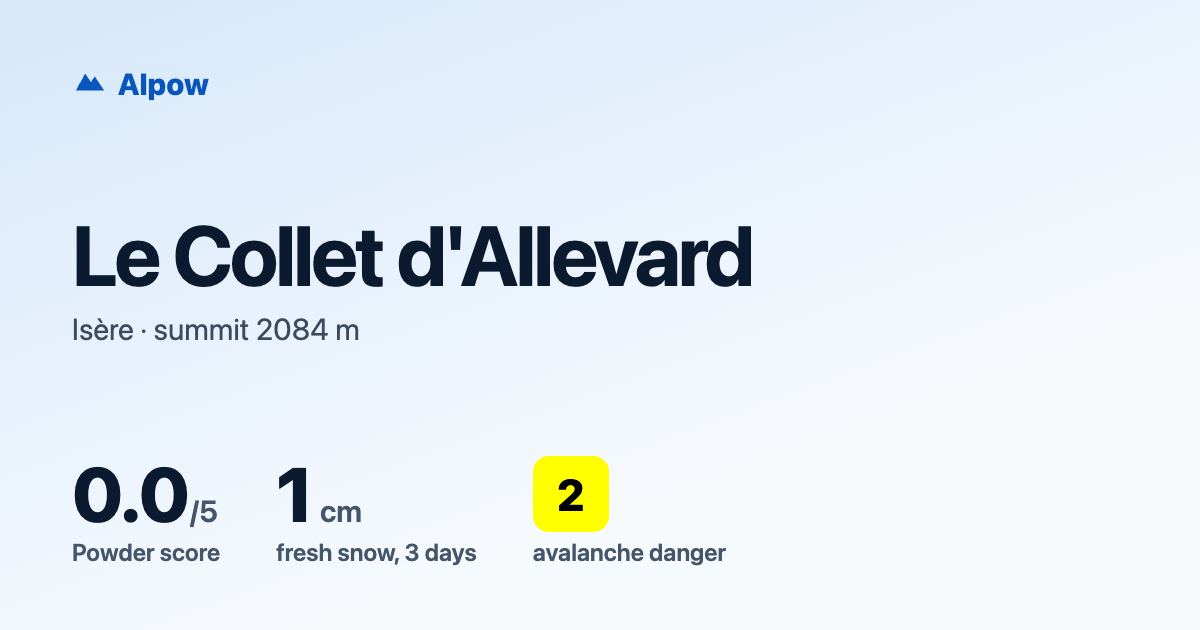 Alpow
Le Collet d'Allevard
Isère · summit 2084 m
0.0/5
Powder score
1 cm
fresh snow, 3 days
2
avalanche danger